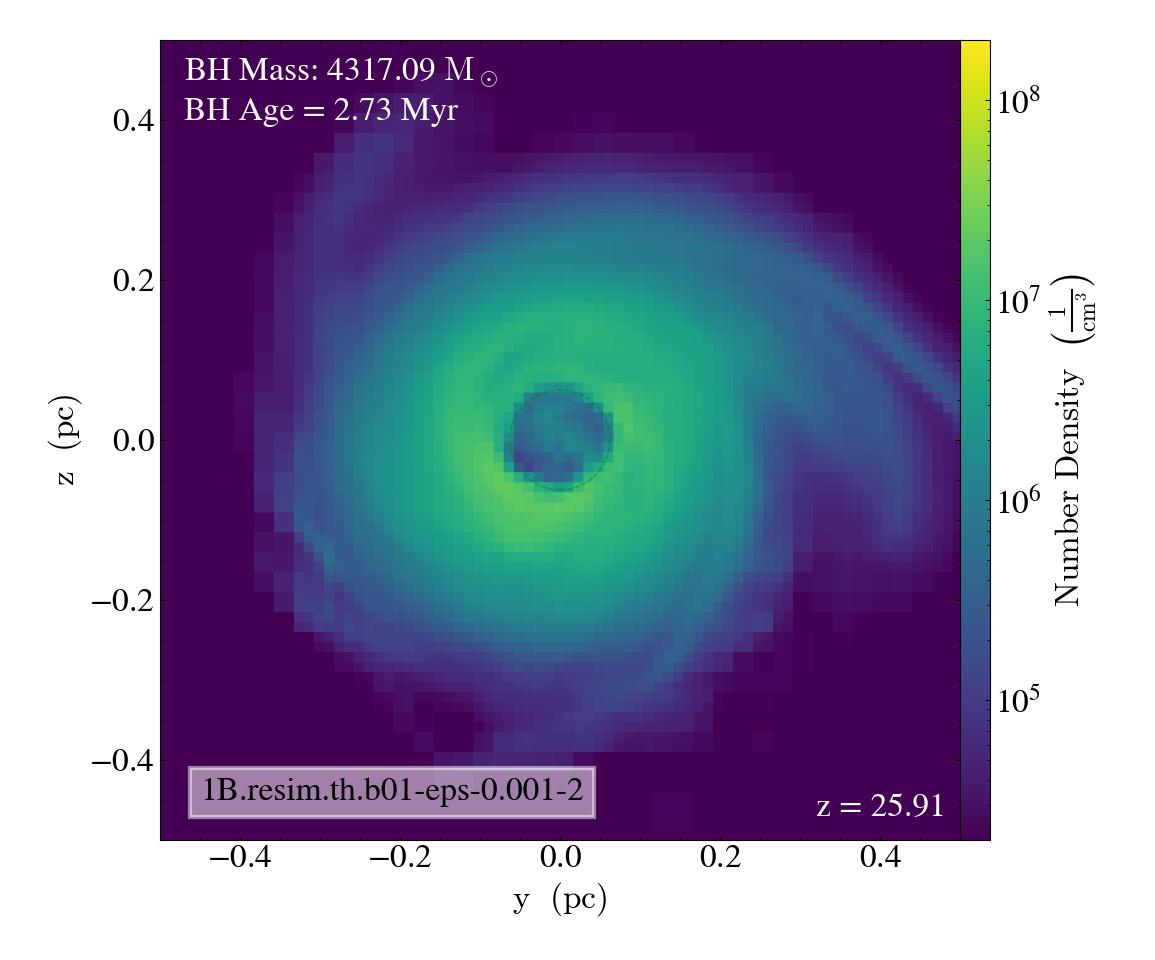 BH Mass: 4317.09 M⊙
BH Age = 2.73 Myr
0.4
0.2
0.0
−0.2
−0.4
z (pc)
1B.resim.th.b01-eps-0.001-2
z = 25.91
−0.4 −0.2 0.0 0.2 0.4
y (pc)
10⁸
10⁷
10⁶
10⁵
Number Density (1/cm³)